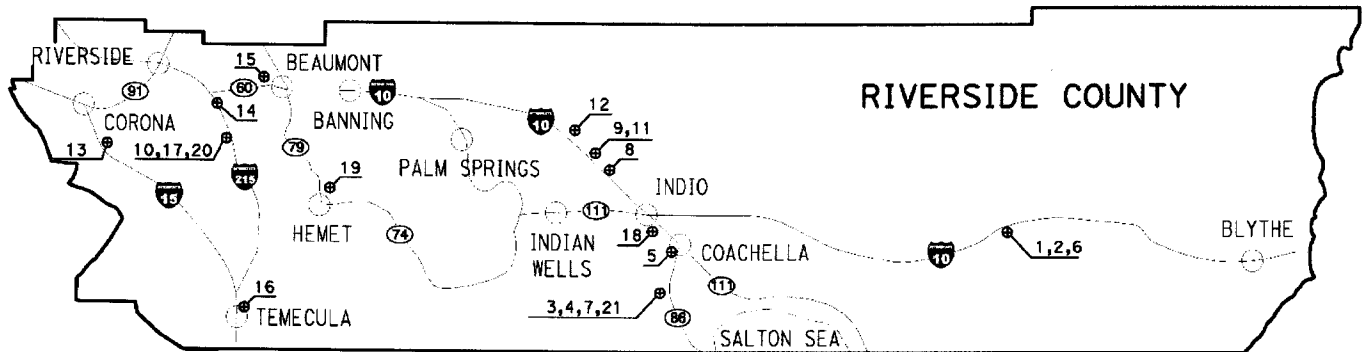 RIVERSIDE
15
BEAUMONT
60
91
10
RIVERSIDE COUNTY
14
CORONA
BANNING
10
12
9,11
13
10,17,20
79
8
PALM SPRINGS
19
215
15
INDIO
HEMET
74
111
INDIAN
WELLS
18
5
COACHELLA
10
1,2,6
BLYTHE
16
TEMECULA
3,4,7,21
111
86
SALTON SEA